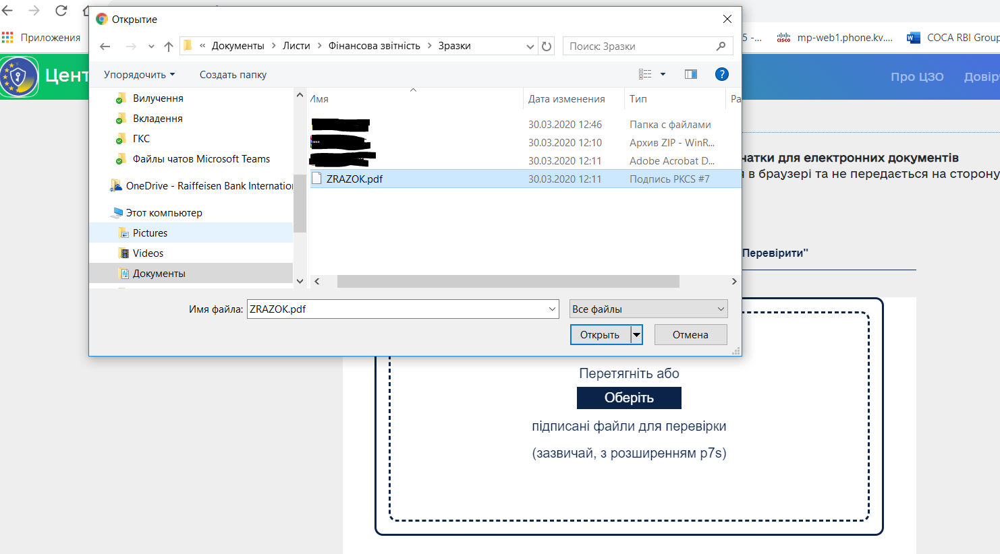 Приложения
5 -...
mp-web1.phone.kv....
COCA RBI Group
Цент
Про ЦЗО
Довір
чатки для електронних документів
в браузері та не передається на сторону
Перевірити"
Открытие
« Документы > Листи > Фінансова звітність > Зразки
Поиск: Зразки
Упорядочить
Создать папку
Вилучення
Вкладення
ГКС
Файлы чатов Microsoft Teams
OneDrive - Raiffeisen Bank Internatio
Этот компьютер
Pictures
Videos
Документы
Имя Дата изменения Тип Ра
30.03.2020 12:46 Папка с файлами
30.03.2020 12:10 Архив ZIP - WinR...
30.03.2020 12:11 Adobe Acrobat D...
ZRAZOK.pdf 30.03.2020 12:11 Подпись PKCS #7
Имя файла: ZRAZOK.pdf
Все файлы
Открыть
Отмена
Перетягніть або
Оберіть
підписані файли для перевірки
(зазвичай, з розширенням p7s)